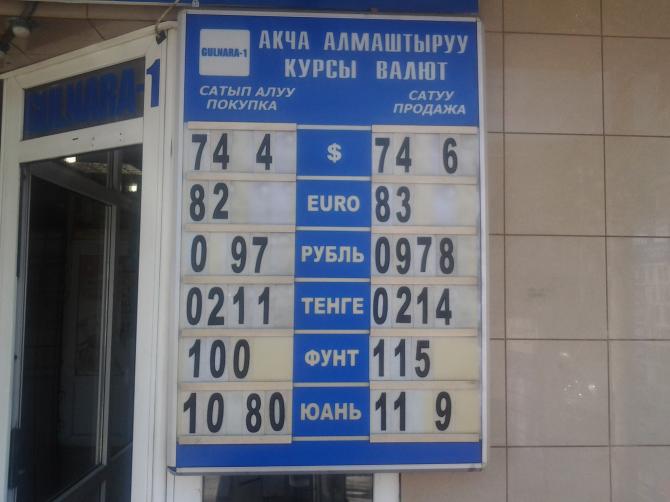 GULNARA-1
GULNARA-1
АКЧА АЛМАШТЫРУУ
КУРСЫ ВАЛЮТ
САТЫП АЛУУ
ПОКУПКА
САТУУ
ПРОДАЖА
74 4 $ 74 6
82 EURO 83
0 97 РУБЛЬ 0978
0211 ТЕНГЕ 0214
100 ФУНТ 115
10 80 ЮАНЬ 11 9